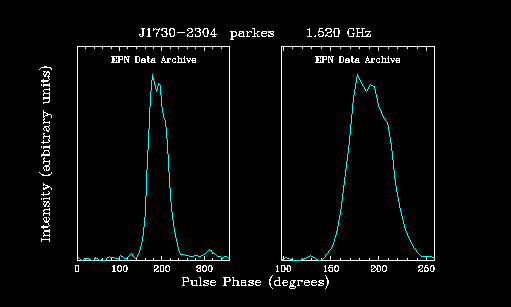 J1730-2304 parkes 1.520 GHz
EPN Data Archive EPN Data Archive
Intensity (arbitrary units)
0 100 200 300 100 150 200 250
Pulse Phase (degrees)